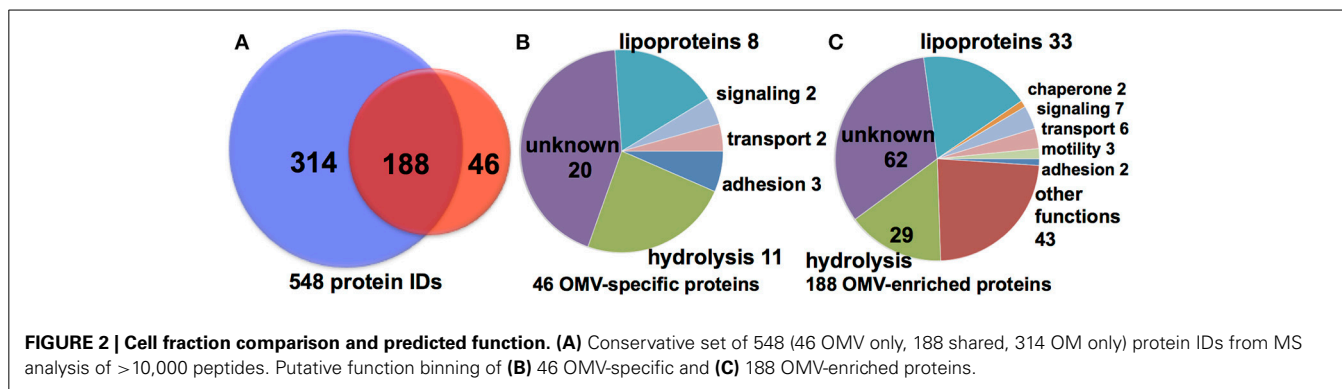 A
314
188
46
548 protein IDs
B
lipoproteins 8
signaling 2
transport 2
adhesion 3
hydrolysis 11
unknown
20
46 OMV-specific proteins
C
lipoproteins 33
chaperone 2
signaling 7
transport 6
motility 3
adhesion 2
other
functions
43
29
hydrolysis
unknown
62
188 OMV-enriched proteins
FIGURE 2 | Cell fraction comparison and predicted function. (A) Conservative set of 548 (46 OMV only, 188 shared, 314 OM only) protein IDs from MS
analysis of >10,000 peptides. Putative function binning of (B) 46 OMV-specific and (C) 188 OMV-enriched proteins.